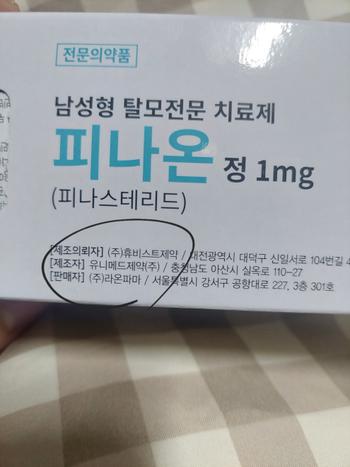 전문의약품
남성형 탈모전문 치료제
피나온 정 1mg
(피나스테리드)
[제조의뢰자] (주)휴비스트제약 / 대전광역시 대덕구 신일서로 104번길
[제조자] 유니메드제약(주) / 충청남도 아산시 실옥로 110-27
[판매자] (주)라온파마 / 서울특별시 강서구 공항대로 227, 3층 301호